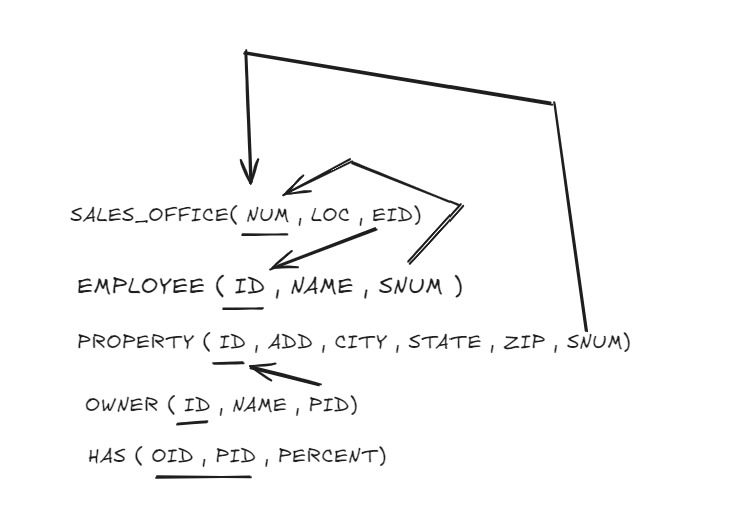 SALES_OFFICE( NUM , LOC , EID)
EMPLOYEE ( ID , NAME , SNUM )
PROPERTY ( ID , ADD , CITY , STATE , ZIP , SNUM)
OWNER ( ID , NAME , PID)
HAS ( OID , PID , PERCENT)